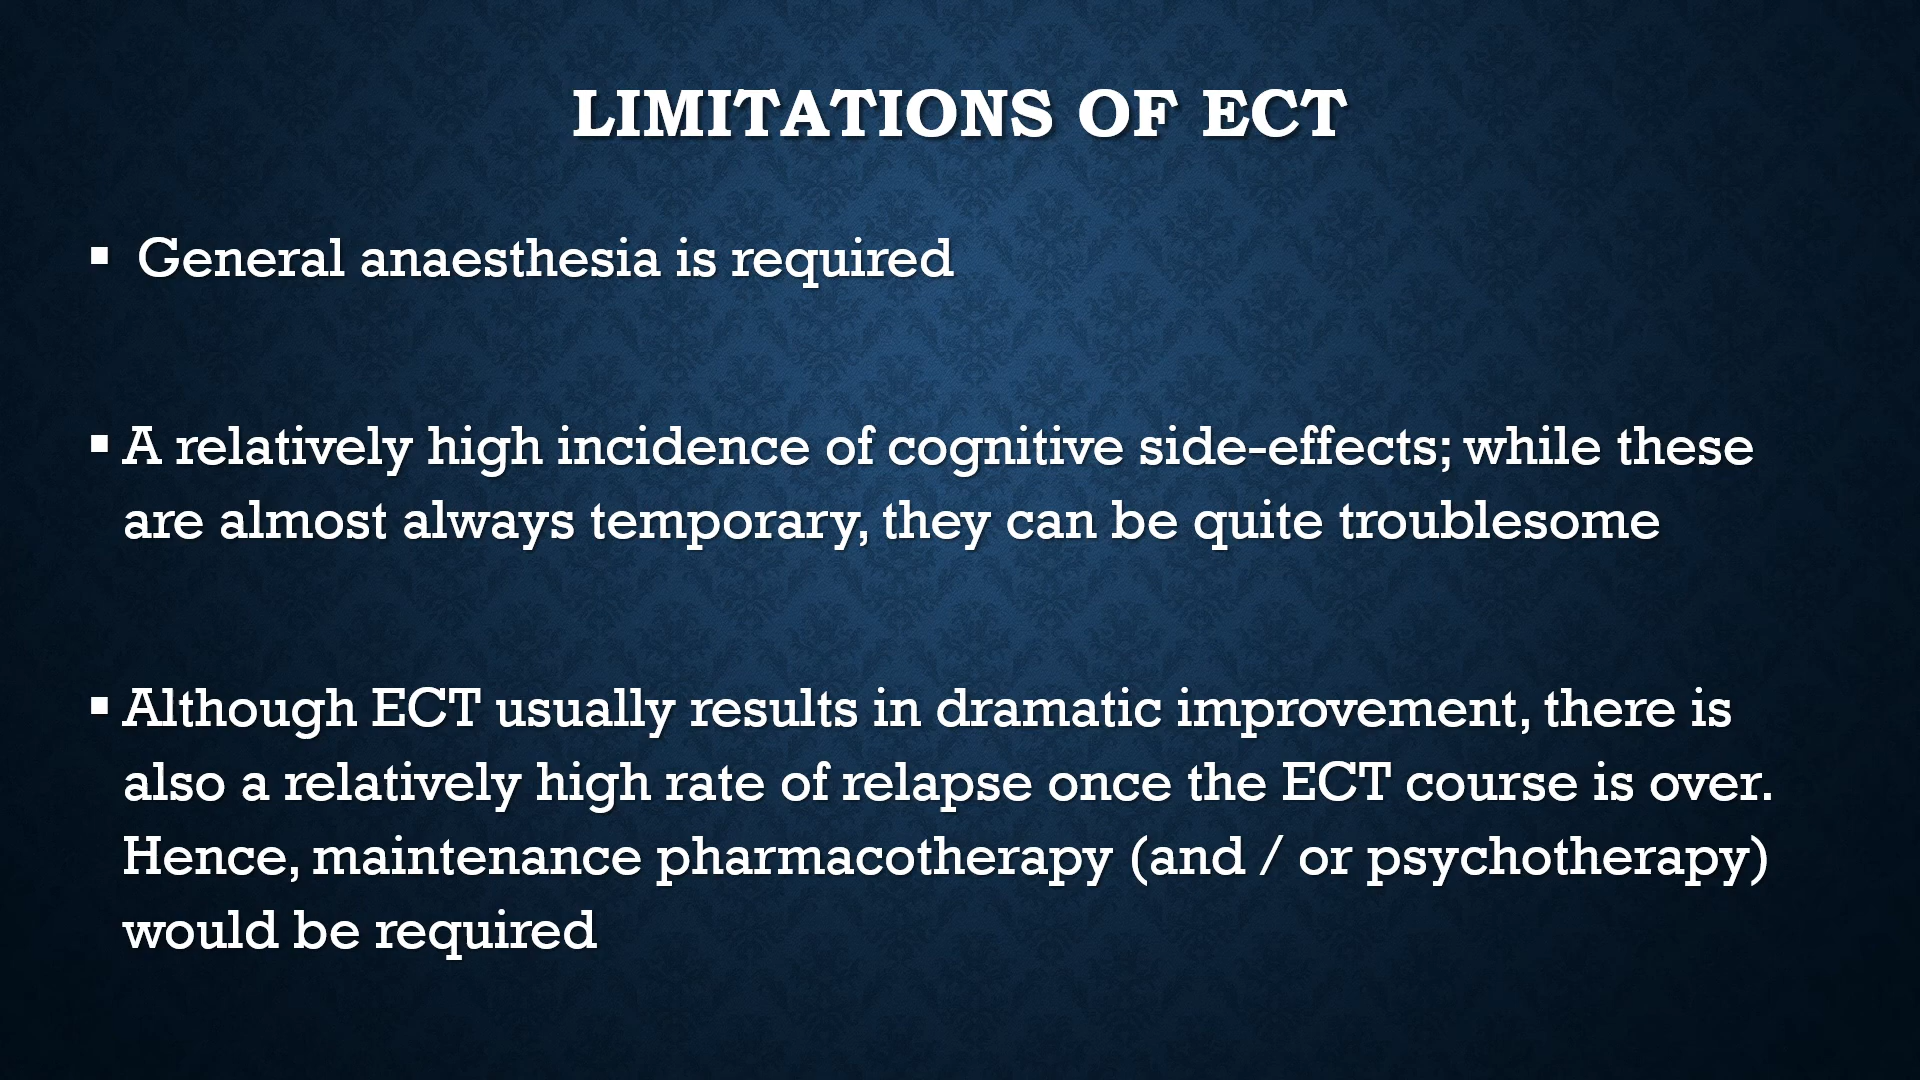 LIMITATIONS OF ECT
▪ General anaesthesia is required
▪ A relatively high incidence of cognitive side-effects; while these
are almost always temporary, they can be quite troublesome
▪ Although ECT usually results in dramatic improvement, there is
also a relatively high rate of relapse once the ECT course is over.
Hence, maintenance pharmacotherapy (and / or psychotherapy)
would be required